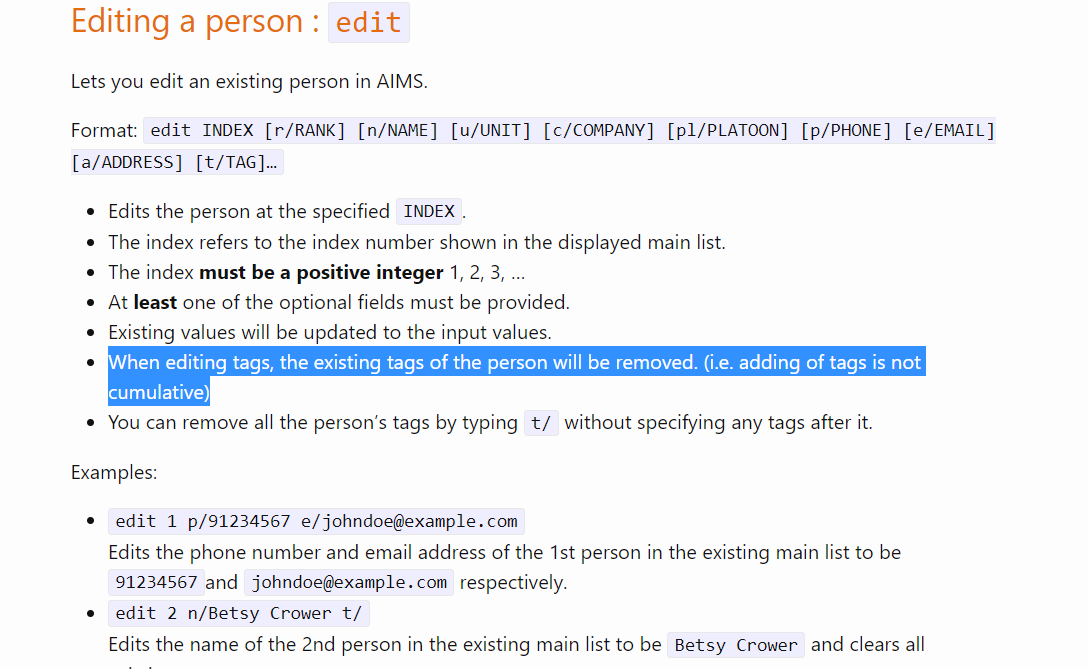 Editing a person : edit
Lets you edit an existing person in AIMS.
Format: edit INDEX [r/RANK] [n/NAME] [u/UNIT] [c/COMPANY] [pl/PLATOON] [p/PHONE] [e/EMAIL]
[a/ADDRESS] [t/TAG]…
• Edits the person at the specified INDEX.
• The index refers to the index number shown in the displayed main list.
• The index must be a positive integer 1, 2, 3, …
• At least one of the optional fields must be provided.
• Existing values will be updated to the input values.
• When editing tags, the existing tags of the person will be removed. (i.e. adding of tags is not
cumulative)
• You can remove all the person’s tags by typing t/ without specifying any tags after it.
Examples:
• edit 1 p/91234567 e/johndoe@example.com
Edits the phone number and email address of the 1st person in the existing main list to be
91234567 and johndoe@example.com respectively.
• edit 2 n/Betsy Crower t/
Edits the name of the 2nd person in the existing main list to be Betsy Crower and clears all